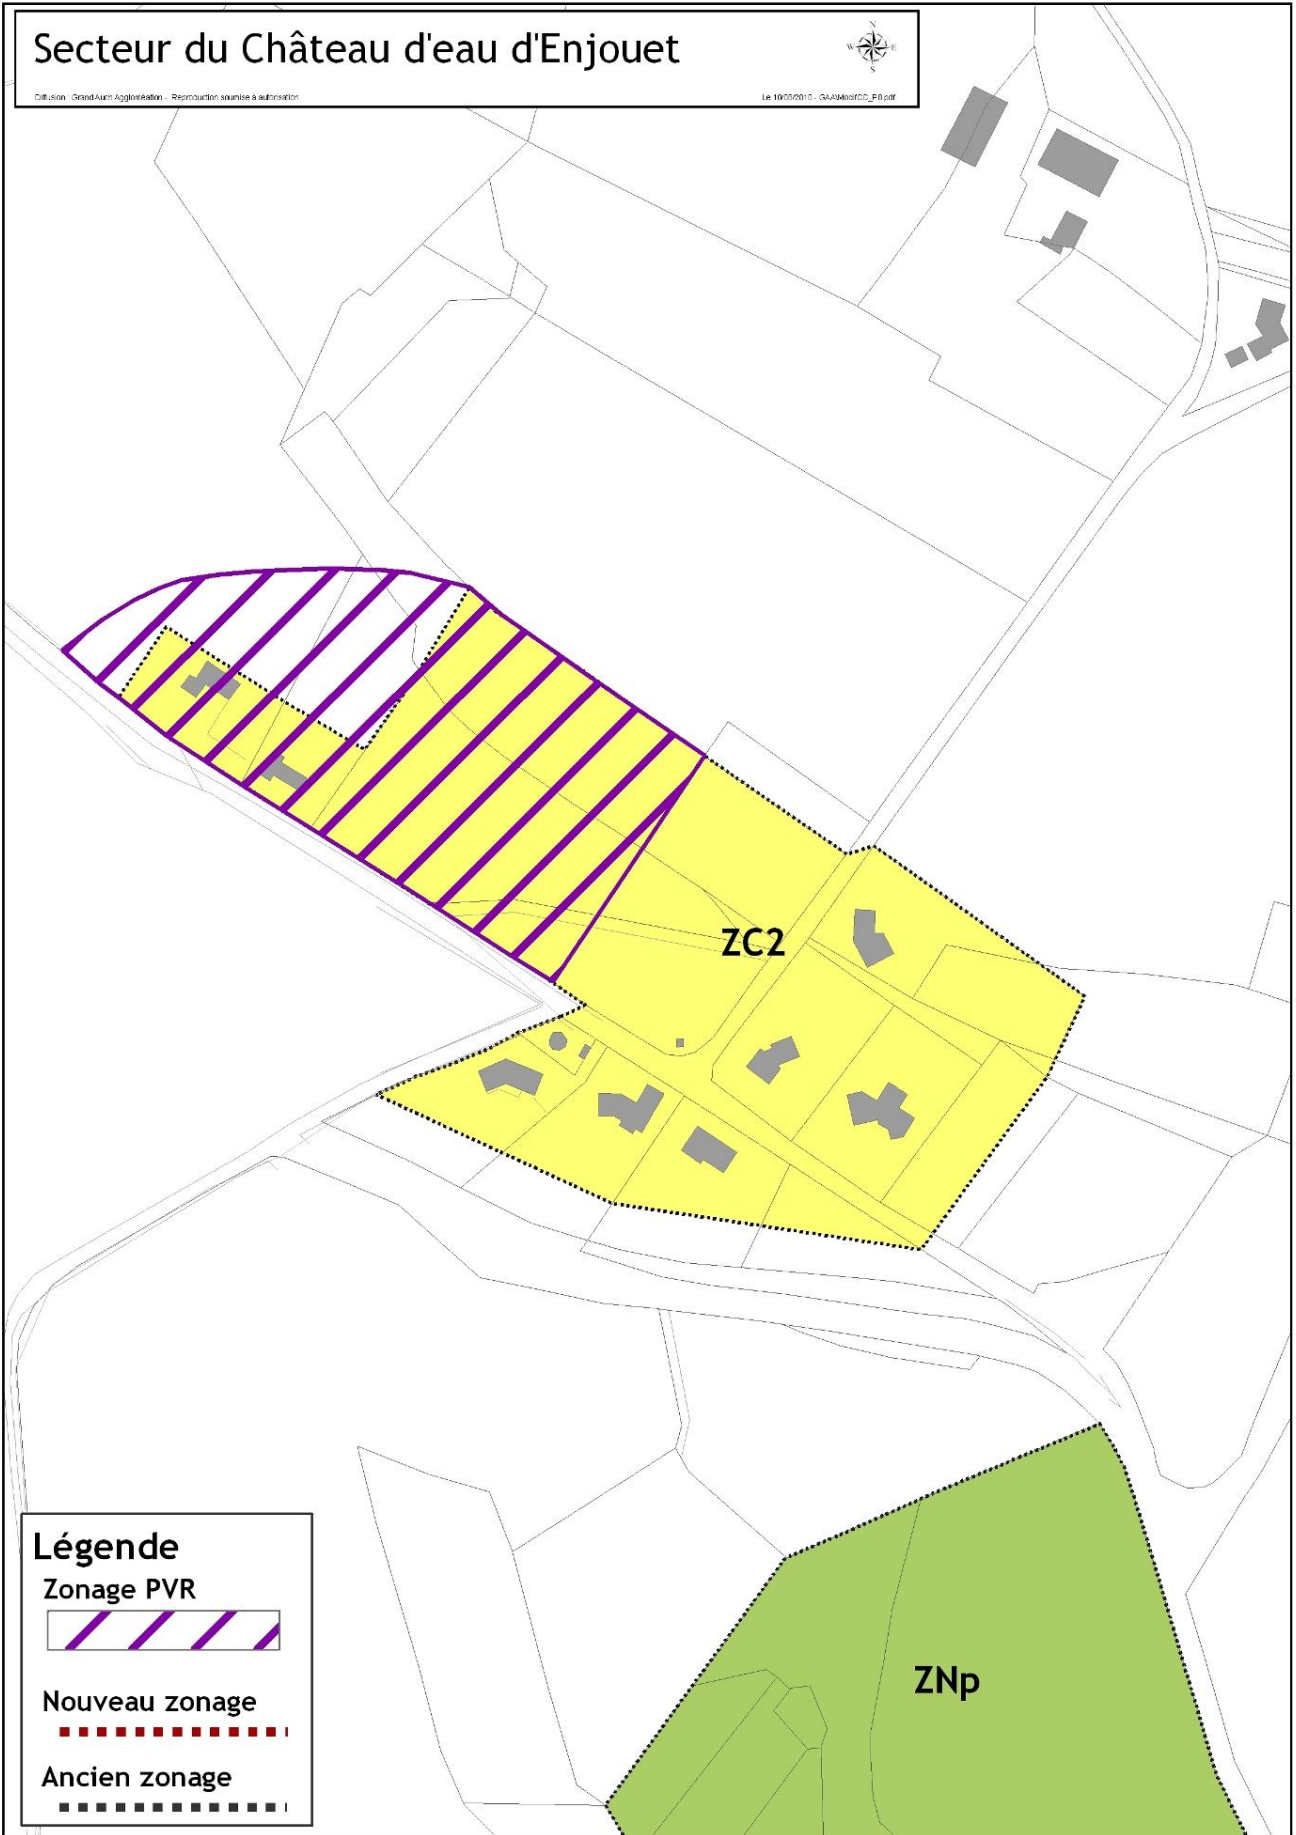 Secteur du Château d'eau d'Enjouet
N
W E
S
Diffusion : Grand Auch Agglomération - Reproduction soumise à autorisation
ZC2
ZNp
Légende
Zonage PVR
Nouveau zonage
Ancien zonage